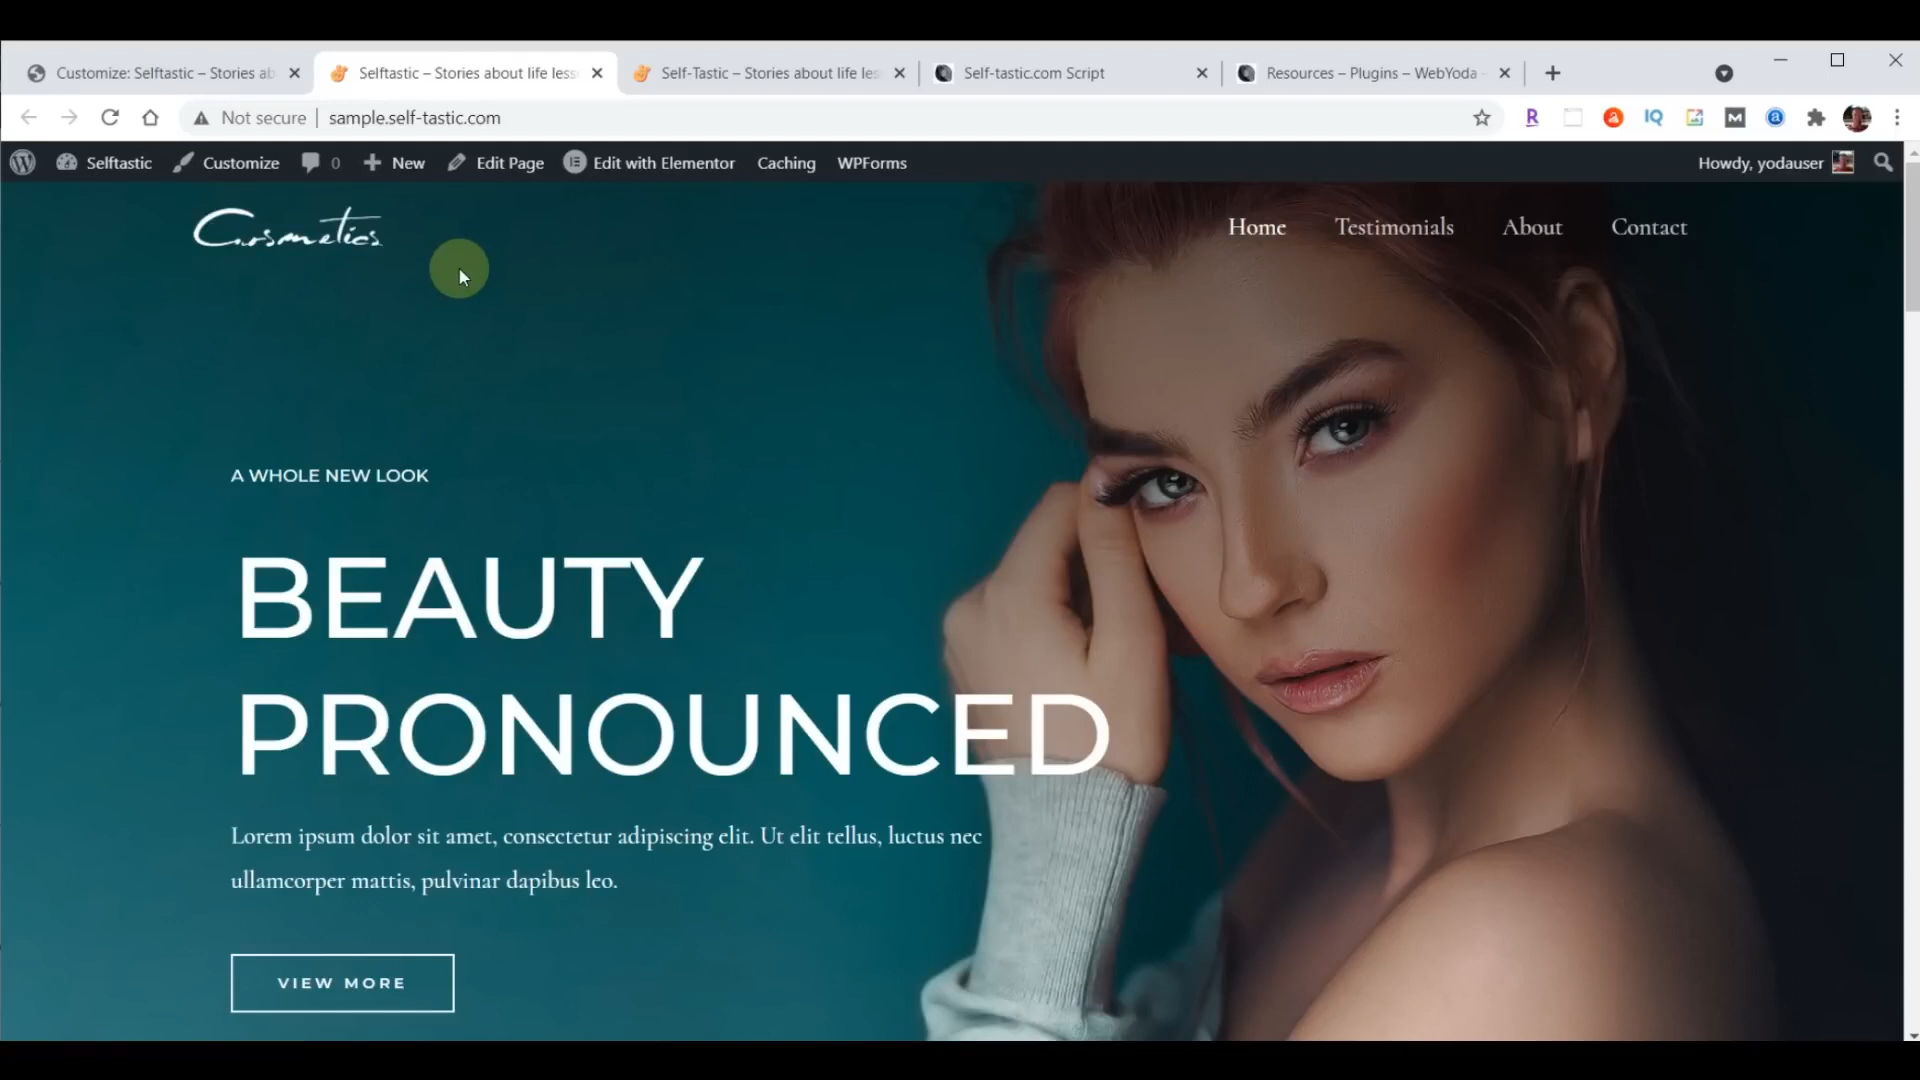 Customize: Selftastic – Stories ab
Selftastic – Stories about life less
Self-Tastic – Stories about life les
Self-tastic.com Script
Resources – Plugins – WebYoda -
Not secure
sample.self-tastic.com
R
IQ
M
a
Selftastic
Customize
0
New
Edit Page
Edit with Elementor
Caching
WPForms
Howdy, yodauser
Cosmetics
Home
Testimonials
About
Contact
A WHOLE NEW LOOK
BEAUTY
PRONOUNCED
Lorem ipsum dolor sit amet, consectetur adipiscing elit. Ut elit tellus, luctus nec
ullamcorper mattis, pulvinar dapibus leo.
VIEW MORE